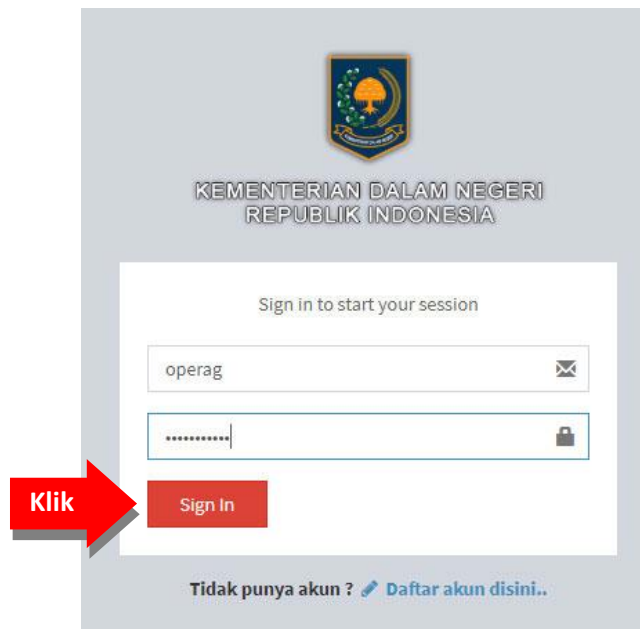 KEMENTERIAN DALAM NEGERI
REPUBLIK INDONESIA
Sign in to start your session
operag
•••••••••••
Klik
Sign In
Tidak punya akun ? Daftar akun disini..